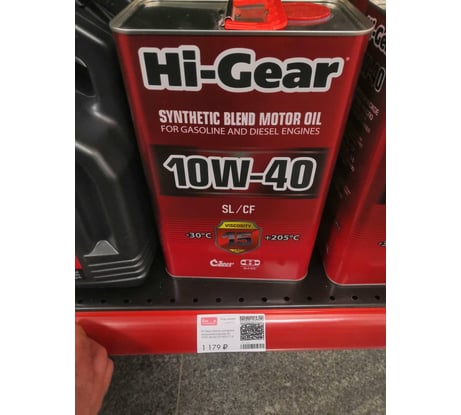 Hi-Gear
SYNTHETIC BLEND MOTOR OIL
FOR GASOLINE AND DIESEL ENGINES
10W-40
SL/CF
VISCOSITY
-30°C
75
+205°C
1 179 ₽